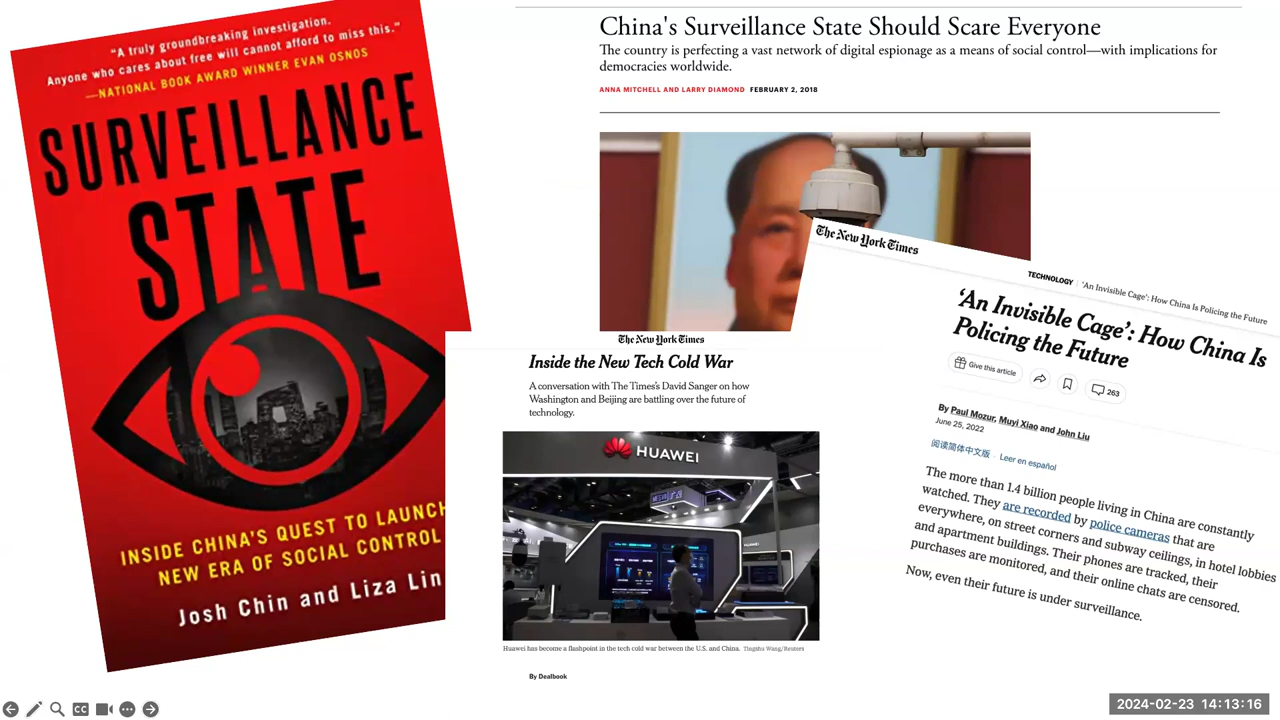 "A truly groundbreaking investigation.
Anyone who cares about free will cannot afford to miss this."
—NATIONAL BOOK AWARD WINNER EVAN OSNOS
SURVEILLANCE
STATE
INSIDE CHINA'S QUEST TO LAUNCH
NEW ERA OF SOCIAL CONTROL
Josh Chin and Liza Lin
China's Surveillance State Should Scare Everyone
The country is perfecting a vast network of digital espionage as a means of social control—with implications for
democracies worldwide.
ANNA MITCHELL AND LARRY DIAMOND FEBRUARY 2, 2018
The New York Times
Inside the New Tech Cold War
A conversation with The Times's David Sanger on how
Washington and Beijing are battling over the future of
technology.
HUAWEI
HUAWEI
Huawei has become a flashpoint in the tech cold war between the U.S. and China. Tingshu Wang/Reuters
By Dealbook
The New York Times
TECHNOLOGY | 'An Invisible Cage': How China Is Policing the Future
'An Invisible Cage': How China Is
Policing the Future
Give this article
263
By Paul Mozur, Muyi Xiao and John Liu
June 25, 2022
阅读简体中文版 · Leer en español
The more than 1.4 billion people living in China are constantly
watched. They are recorded by police cameras that are
everywhere, on street corners and subway ceilings, in hotel lobbies
and apartment buildings. Their phones are tracked, their
purchases are monitored, and their online chats are censored.
Now, even their future is under surveillance.
CC
2024-02-23 14:13:16